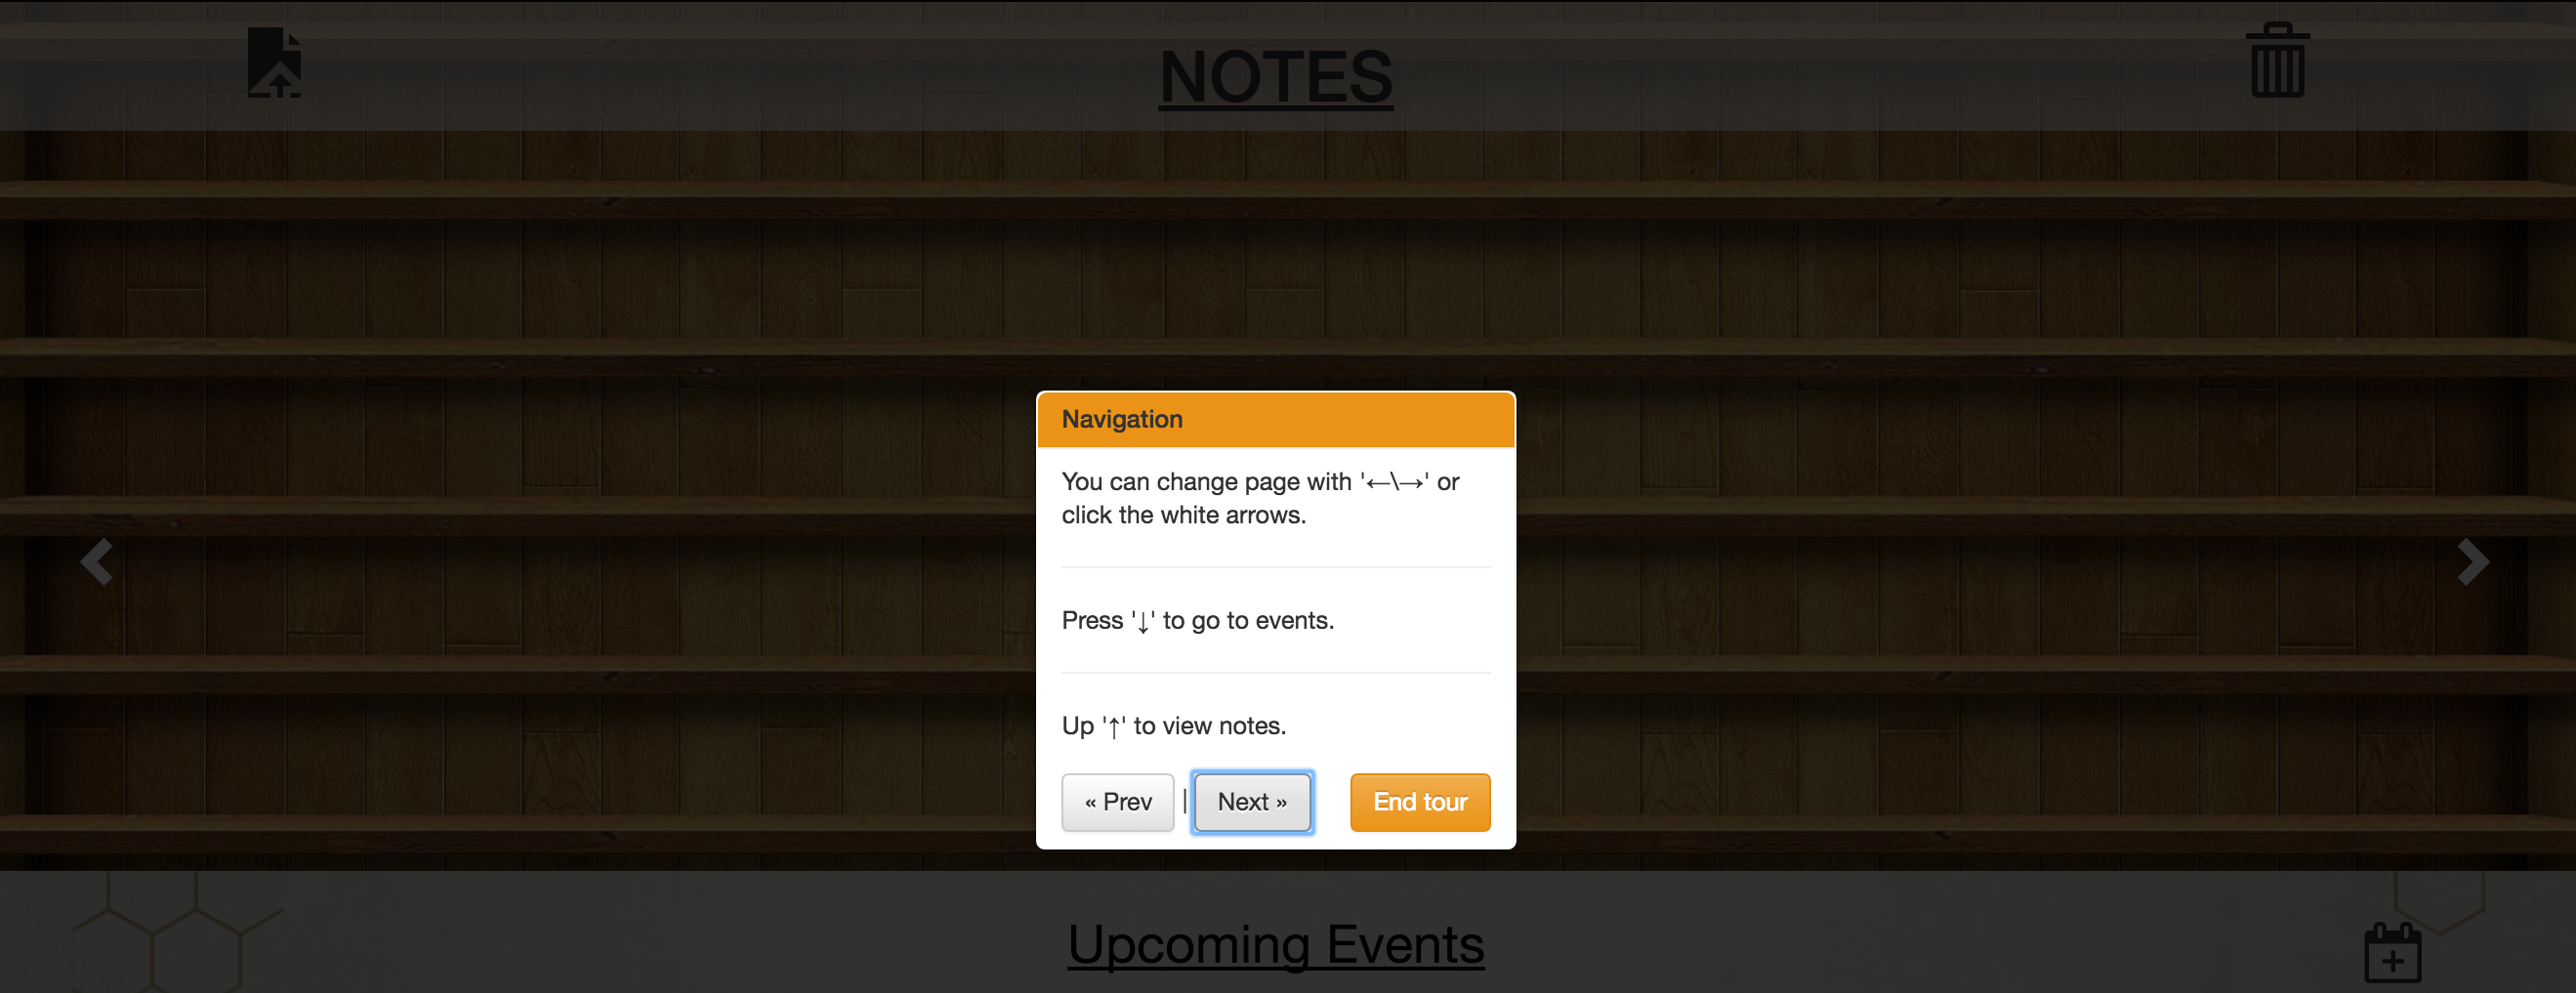 NOTES
Navigation
You can change page with '←\→' or
click the white arrows.
Press '↓' to go to events.
Up '↑' to view notes.
« Prev | Next » End tour
Upcoming Events